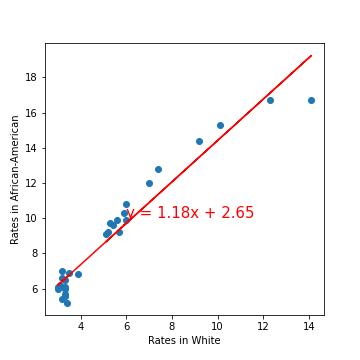 18
16
14
12
10
8
6
Rates in African-American
y = 1.18x + 2.65
4 6 8 10 12 14
Rates in White